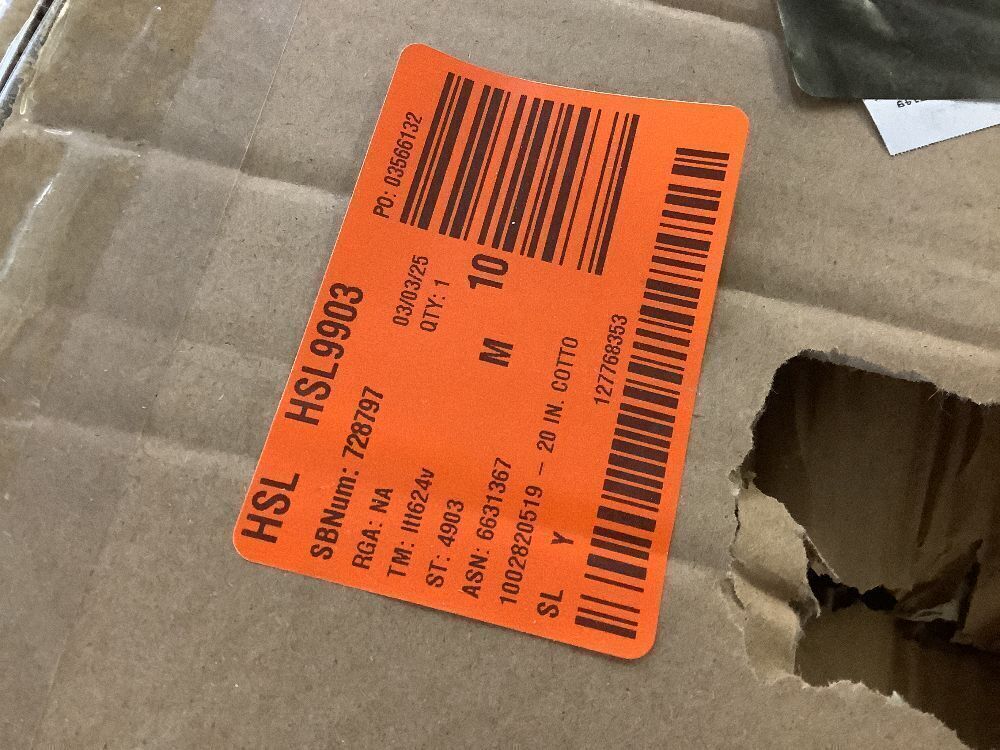 HSL HSL9903
SBNum: 728797
PO: 03566132
RGA: NA
03/03/25
TM: ltt624v
QTY: 1
ST: 4903
ASN: 6631367
M 10
1002820519 – 20 IN. COTTO
SL Y
127768353